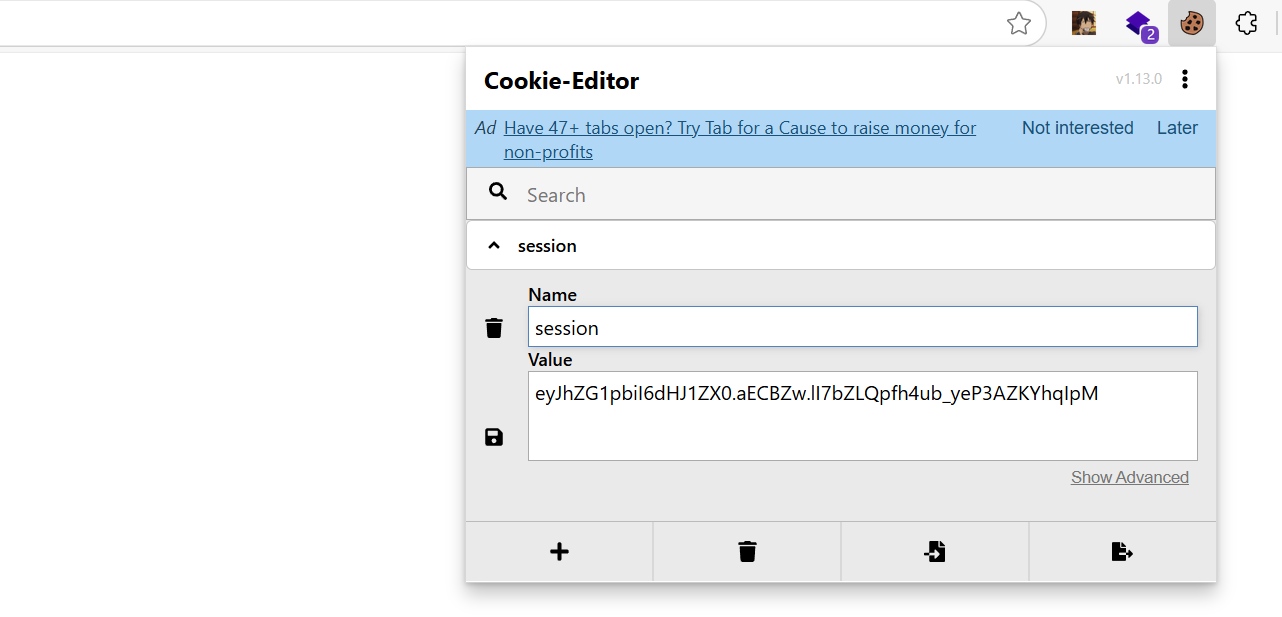 2
Cookie-Editor
v1.13.0
Ad Have 47+ tabs open? Try Tab for a Cause to raise money for
non-profits
Not interested
Later
Search
session
Name
session
Value
eyJhZG1pbiI6dHJ1ZX0.aECBZw.lI7bZLQpfh4ub_yeP3AZKYhqIpM
Show Advanced